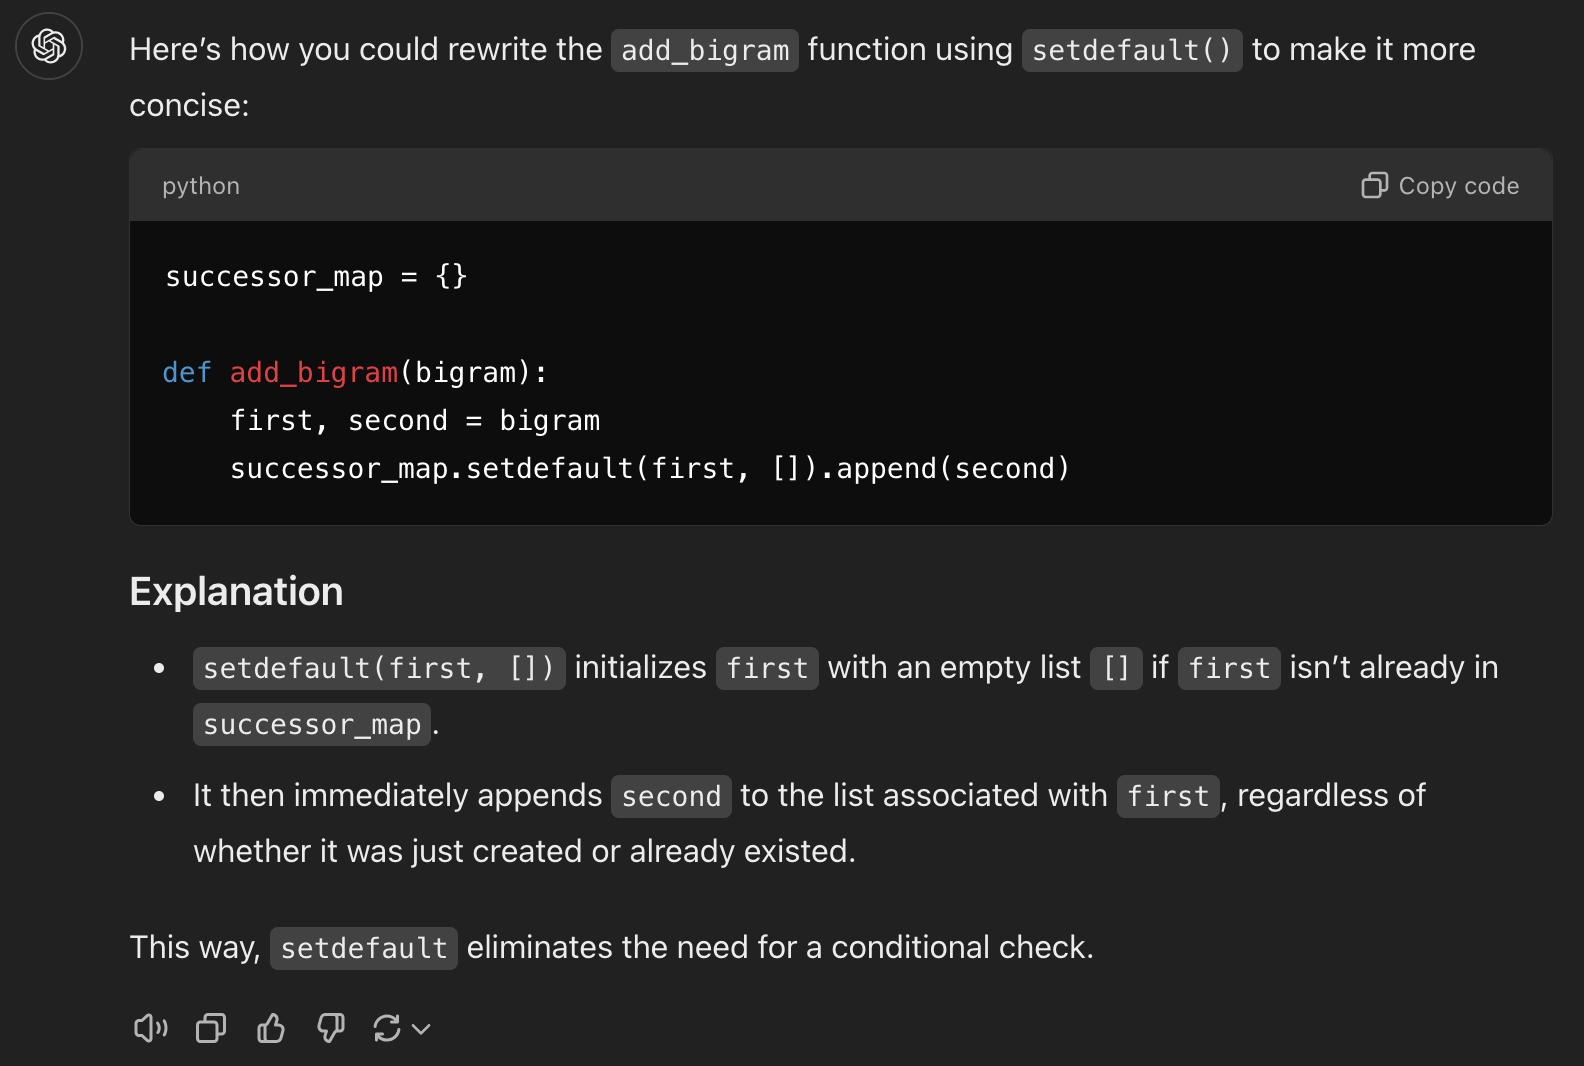 Here’s how you could rewrite the add_bigram function using setdefault() to make it more
concise:
python
Copy code
successor_map = {}
def add_bigram(bigram):
    first, second = bigram
    successor_map.setdefault(first, []).append(second)
Explanation
• setdefault(first, []) initializes first with an empty list [] if first isn’t already in
successor_map.
• It then immediately appends second to the list associated with first, regardless of
whether it was just created or already existed.
This way, setdefault eliminates the need for a conditional check.